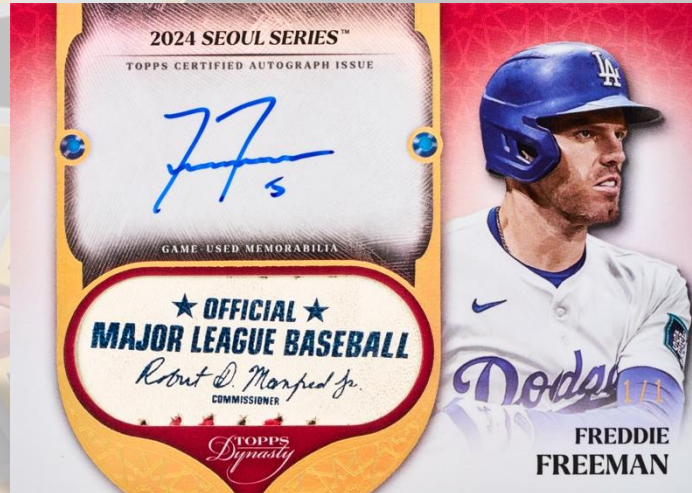 2024 SEOUL SERIES™
TOPPS CERTIFIED AUTOGRAPH ISSUE
5
GAME-USED MEMORABILIA
★ OFFICIAL ★
MAJOR LEAGUE BASEBALL
Robert D. Manfred Jr.
COMMISSIONER
TOPPS
Dynasty
LA
Dodge
1/1
FREDDIE
FREEMAN